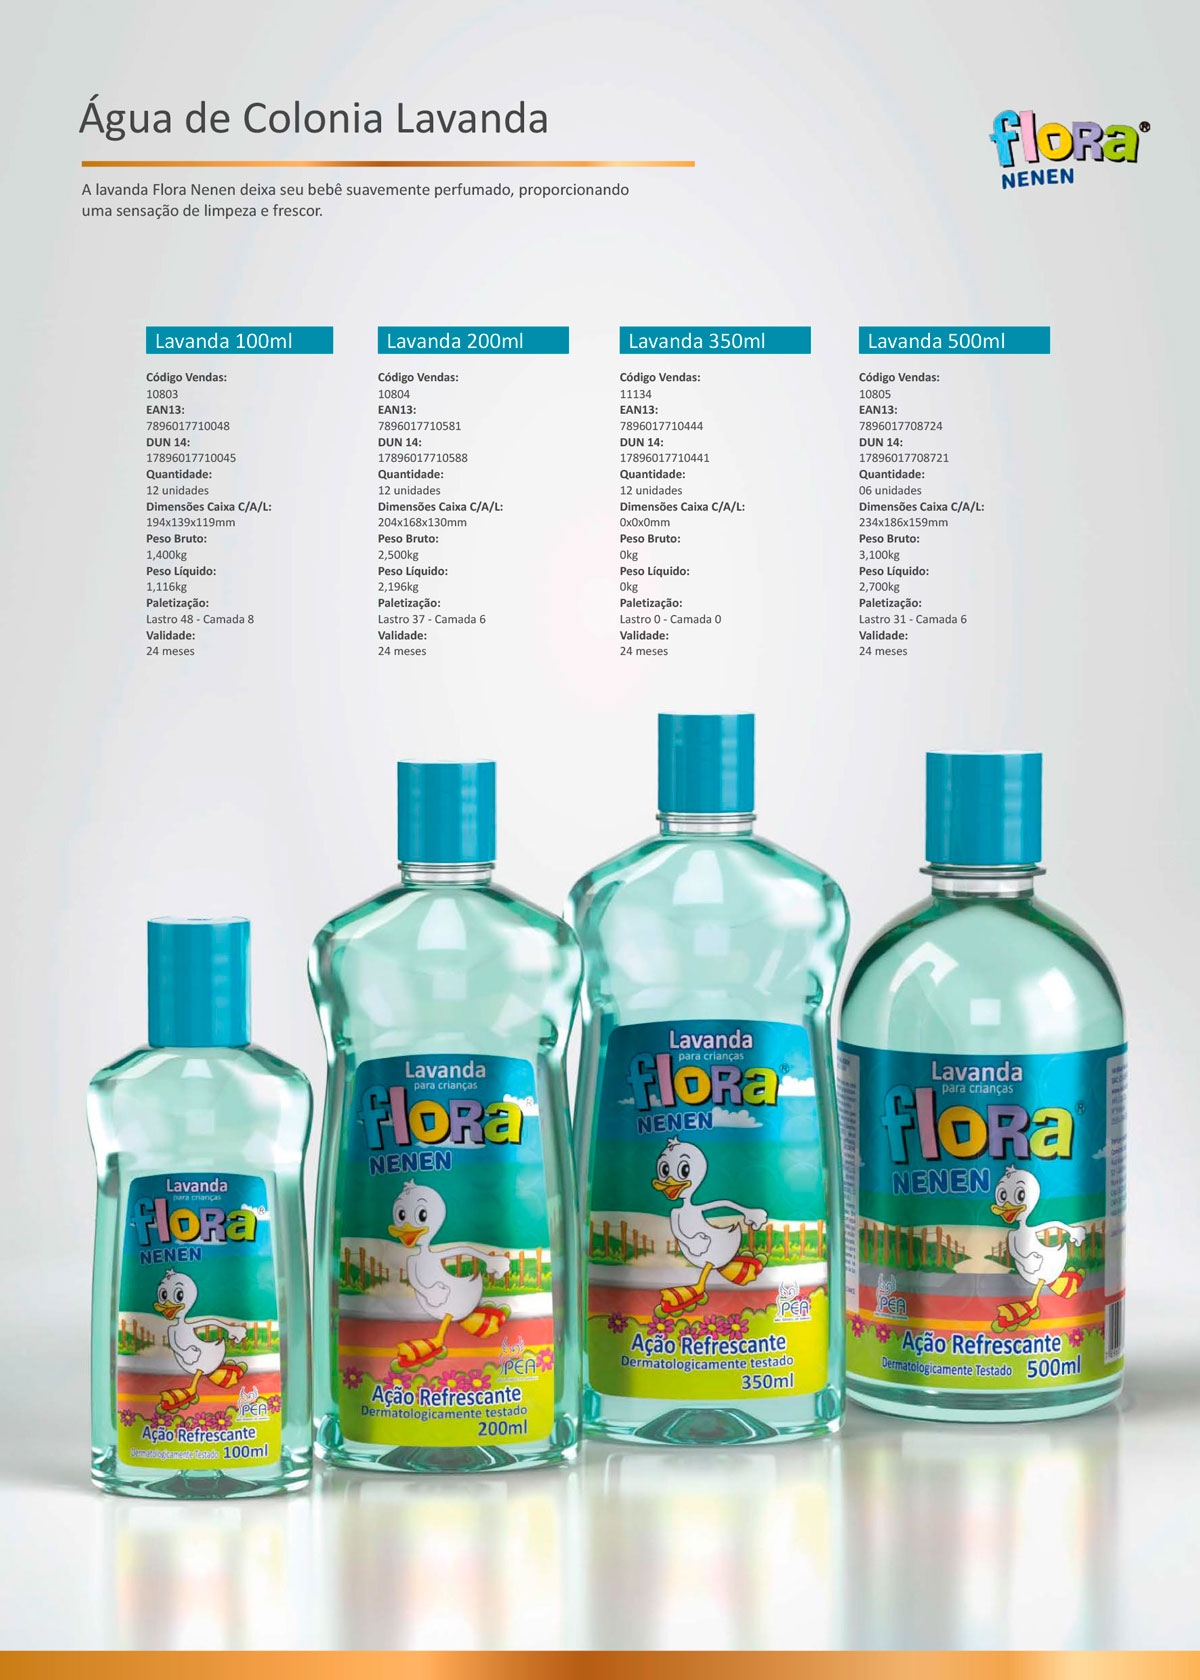 Água de Colonia Lavanda
flora®
NENEN
A lavanda Flora Nenen deixa seu bebê suavemente perfumado, proporcionando
uma sensação de limpeza e frescor.
Lavanda 100ml
Código Vendas:
10803
EAN13:
7896017710048
DUN 14:
17896017710045
Quantidade:
12 unidades
Dimensões Caixa C/A/L:
194x139x119mm
Peso Bruto:
1,400kg
Peso Líquido:
1,116kg
Paletização:
Lastro 48 - Camada 8
Validade:
24 meses
Lavanda 200ml
Código Vendas:
10804
EAN13:
7896017710581
DUN 14:
17896017710588
Quantidade:
12 unidades
Dimensões Caixa C/A/L:
204x168x130mm
Peso Bruto:
2,500kg
Peso Líquido:
2,196kg
Paletização:
Lastro 37 - Camada 6
Validade:
24 meses
Lavanda 350ml
Código Vendas:
11134
EAN13:
7896017710444
DUN 14:
17896017710441
Quantidade:
12 unidades
Dimensões Caixa C/A/L:
0x0x0mm
Peso Bruto:
0kg
Peso Líquido:
0kg
Paletização:
Lastro 0 - Camada 0
Validade:
24 meses
Lavanda 500ml
Código Vendas:
10805
EAN13:
7896017708724
DUN 14:
17896017708721
Quantidade:
06 unidades
Dimensões Caixa C/A/L:
234x186x159mm
Peso Bruto:
3,100kg
Peso Líquido:
2,700kg
Paletização:
Lastro 31 - Camada 6
Validade:
24 meses
Lavanda
para crianças
flora®
NENEN
PEA
Ação Refrescante
Dermatologicamente Testado 100ml
Lavanda
para crianças
flora®
NENEN
PEA
Ação Refrescante
Dermatologicamente testado
200ml
Lavanda
para crianças
flora®
NENEN
PEA
Ação Refrescante
Dermatologicamente testado
350ml
Lavanda
para crianças
flora®
NENEN
PEA
Ação Refrescante
Dermatologicamente Testado 500ml